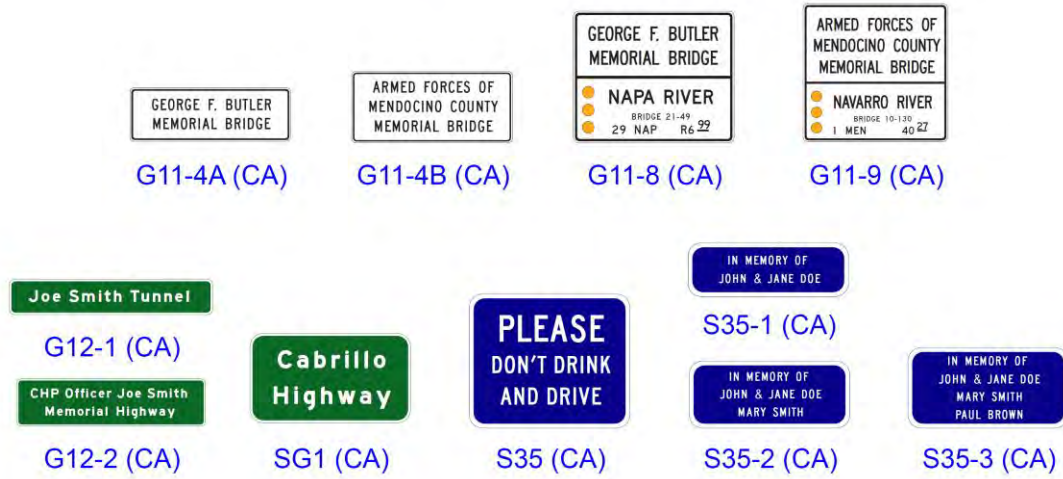 GEORGE F. BUTLER
MEMORIAL BRIDGE
G11-4A (CA)
ARMED FORCES OF
MENDOCINO COUNTY
MEMORIAL BRIDGE
G11-4B (CA)
GEORGE F. BUTLER
MEMORIAL BRIDGE
NAPA RIVER
BRIDGE 21-49
29 NAP R6 99
G11-8 (CA)
ARMED FORCES OF
MENDOCINO COUNTY
MEMORIAL BRIDGE
NAVARRO RIVER
BRIDGE 10-130
1 MEN 40 27
G11-9 (CA)
Joe Smith Tunnel
G12-1 (CA)
CHP Officer Joe Smith
Memorial Highway
G12-2 (CA)
Cabrillo
Highway
SG1 (CA)
PLEASE
DON'T DRINK
AND DRIVE
S35 (CA)
IN MEMORY OF
JOHN & JANE DOE
S35-1 (CA)
IN MEMORY OF
JOHN & JANE DOE
MARY SMITH
S35-2 (CA)
IN MEMORY OF
JOHN & JANE DOE
MARY SMITH
PAUL BROWN
S35-3 (CA)